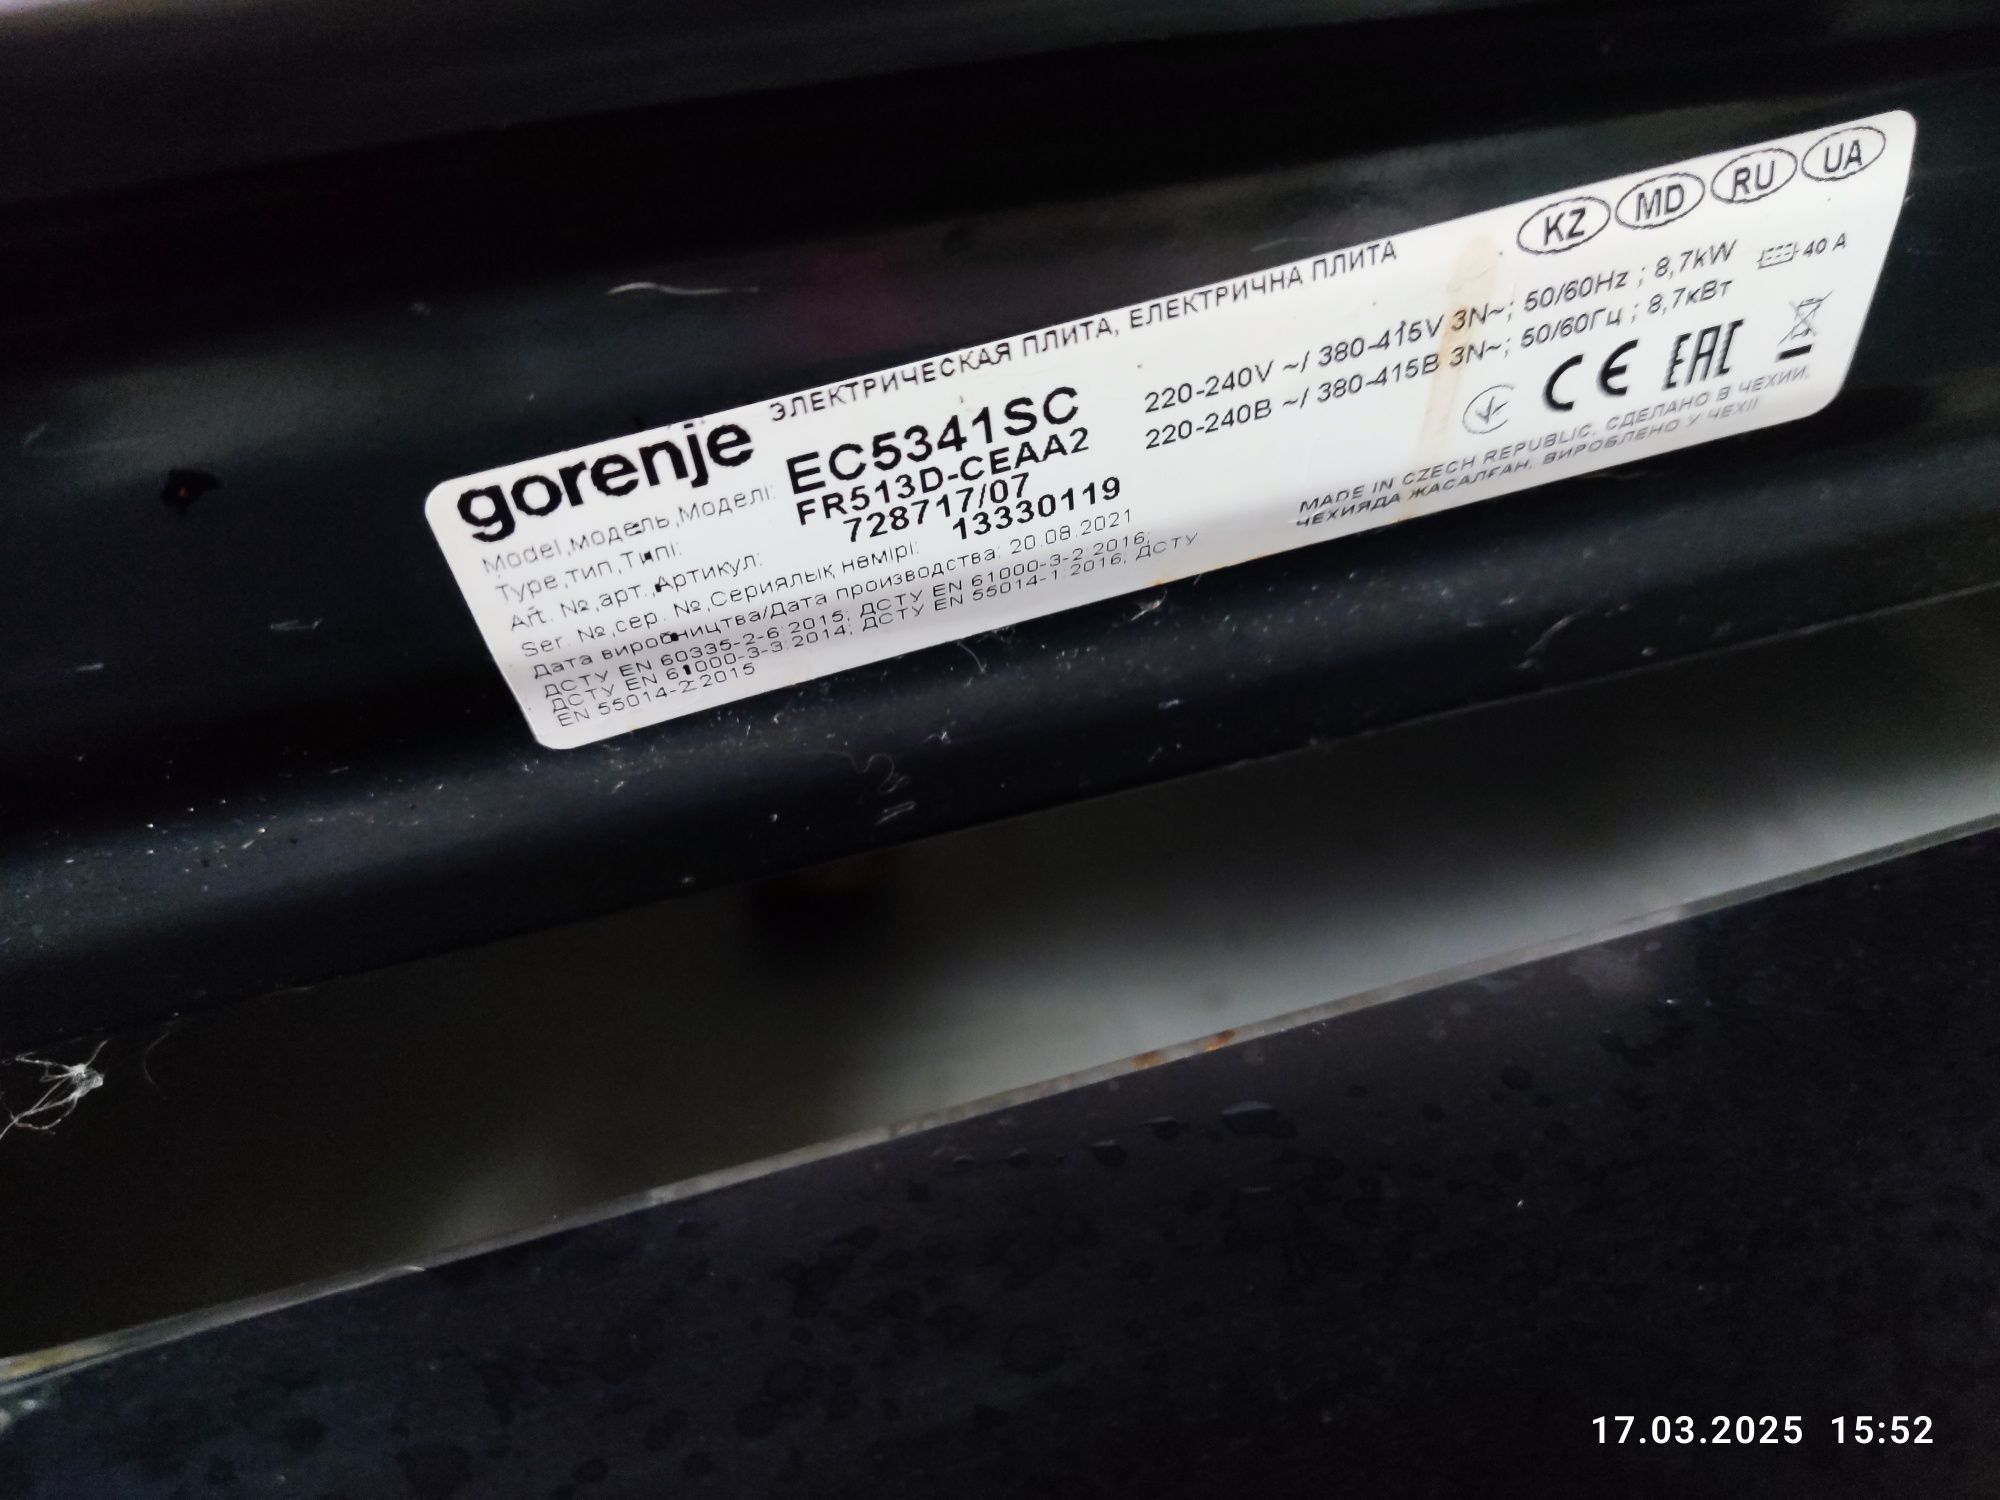 gorenje ЭЛЕКТРИЧЕСКАЯ ПЛИТА, ЕЛЕКТРИЧНА ПЛИТА
KZ MD RU UA
Model,модель,Моделі: EC5341SC
Type,тип,Типі: FR513D-CEAA2
Art. №,арт.,Артикул: 728717/07
Ser. №,сер. №,Сериялық нөмірі: 13330119
Дата виробництва/Дата производства: 20.08.2021
ДСТУ EN 60335-2-6:2015; ДСТУ EN 61000-3-2:2016;
ДСТУ EN 61000-3-3:2014; ДСТУ EN 55014-1:2016; ДСТУ
EN 55014-2:2015
220-240V ~/ 380-415V 3N~; 50/60Hz ; 8,7kW 40 A
220-240В ~/ 380-415В 3N~; 50/60Гц ; 8,7кВт
CE EAC
MADE IN CZECH REPUBLIC, СДЕЛАНО В ЧЕХИИ,
ЧЕХИЯДА ЖАСАЛҒАН, ВИРОБЛЕНО У ЧЕХІЇ
17.03.2025 15:52